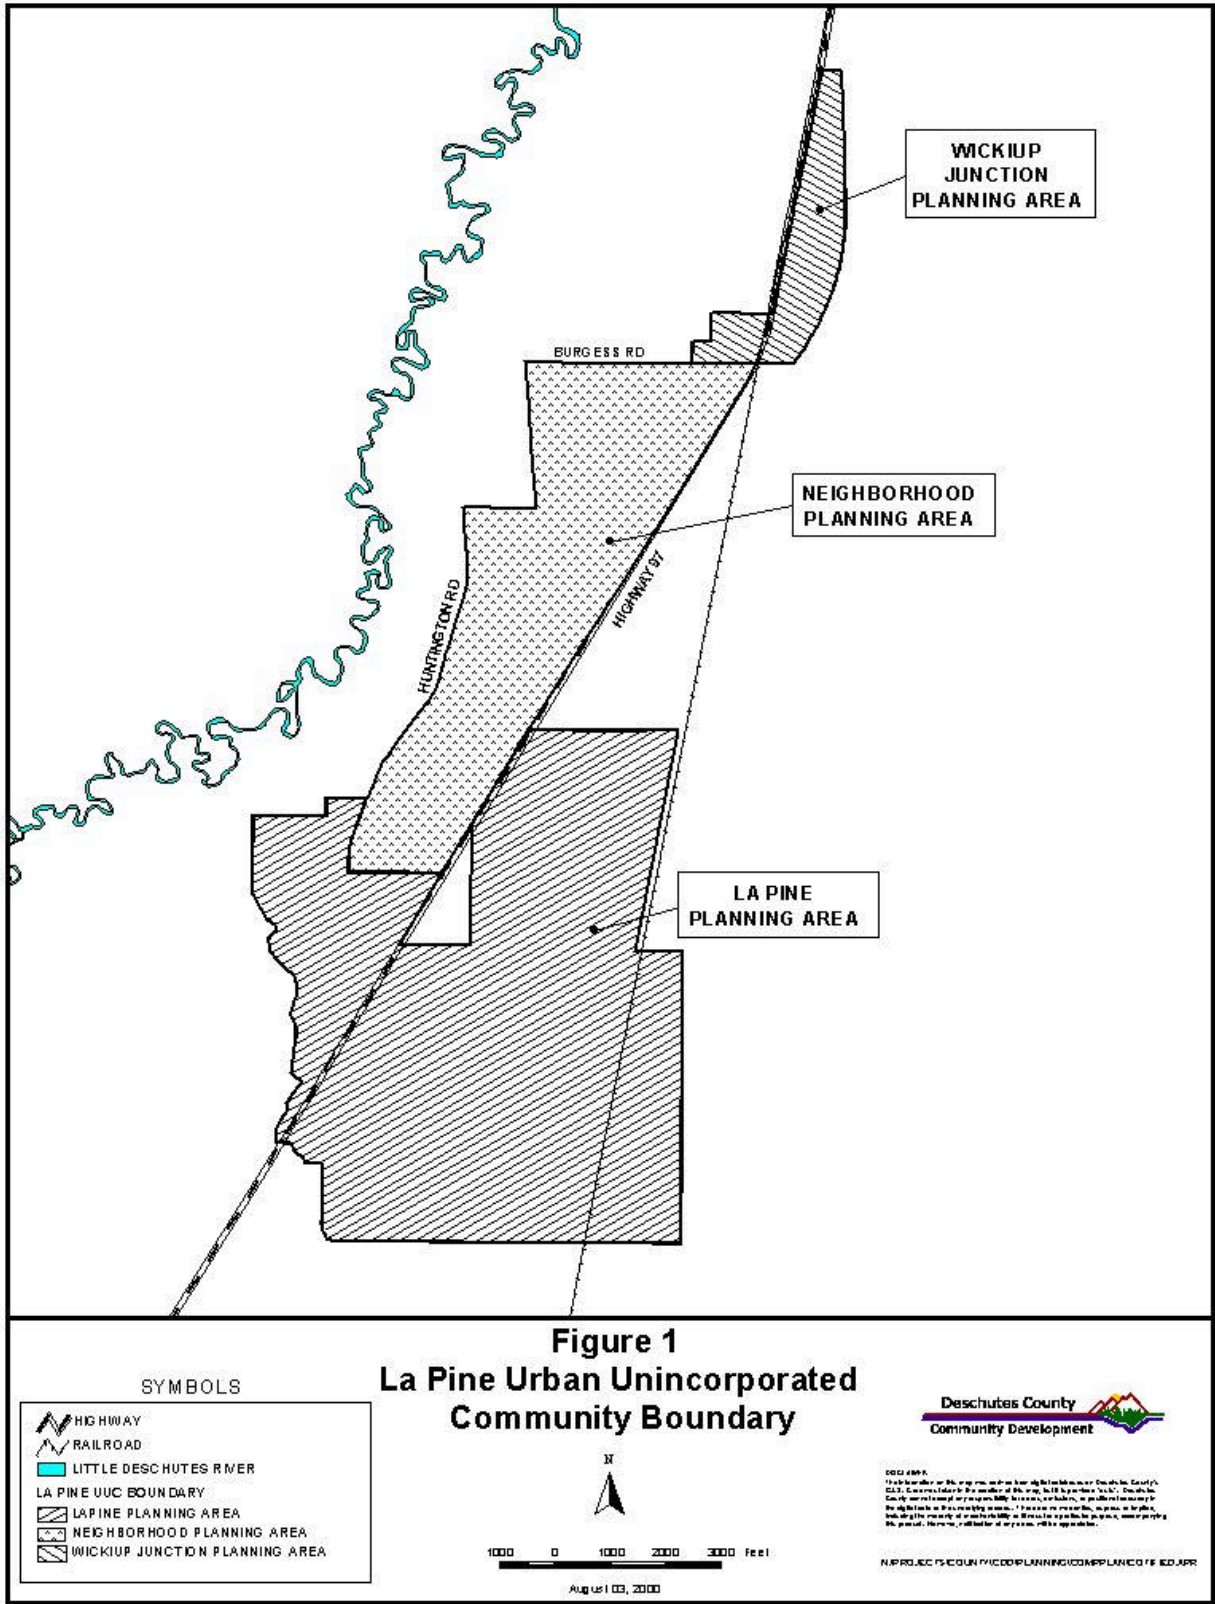 WICKIUP
JUNCTION
PLANNING AREA
BURGESS RD
NEIGHBORHOOD
PLANNING AREA
HIGHWAY 97
HUNTINGTON RD
LA PINE
PLANNING AREA
Figure 1
La Pine Urban Unincorporated
Community Boundary
SYMBOLS
HIGHWAY
RAILROAD
LITTLE DESCHUTES RIVER
LA PINE UUC BOUNDARY
LAPINE PLANNING AREA
NEIGHBORHOOD PLANNING AREA
WICKIUP JUNCTION PLANNING AREA
N
1000 0 1000 2000 3000 Feet
August 03, 2000
Deschutes County
Community Development
DISCLAIMER: